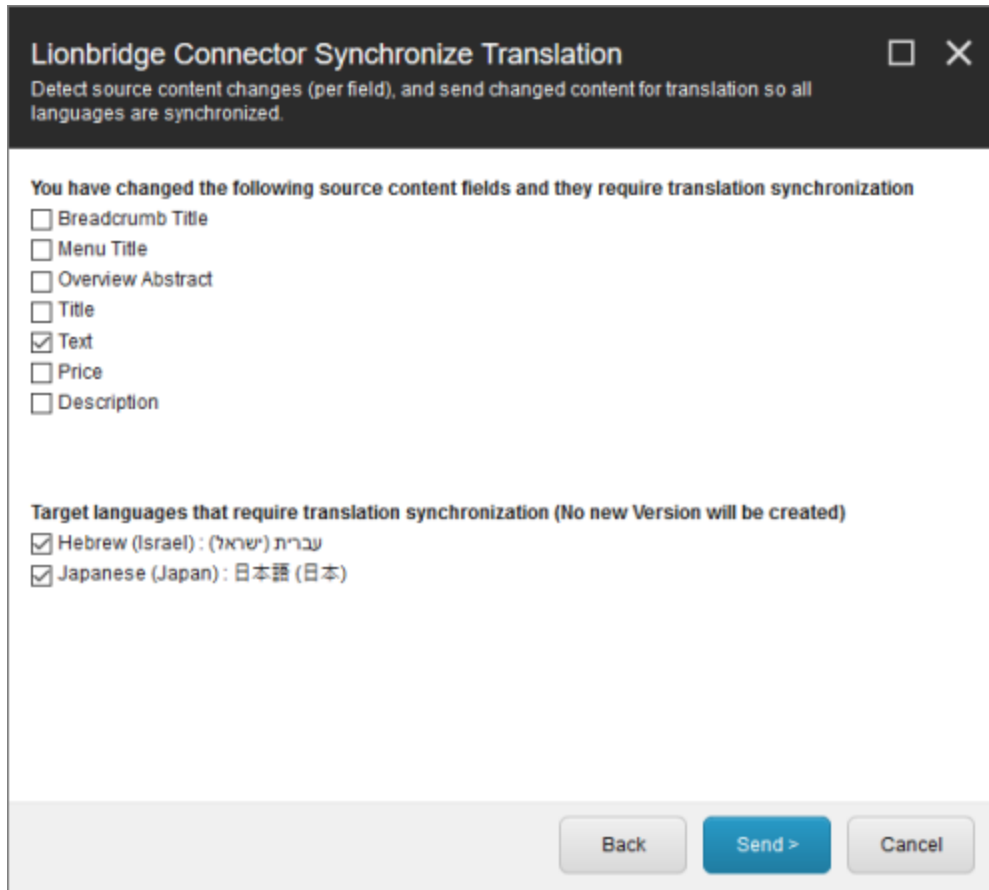 Lionbridge Connector Synchronize Translation
Detect source content changes (per field), and send changed content for translation so all
languages are synchronized.
You have changed the following source content fields and they require translation synchronization
Breadcrumb Title
Menu Title
Overview Abstract
Title
Text
Price
Description
Target languages that require translation synchronization (No new Version will be created)
Hebrew (Israel) : עברית (ישראל)
Japanese (Japan) : 日本語 (日本)
Back
Send >
Cancel